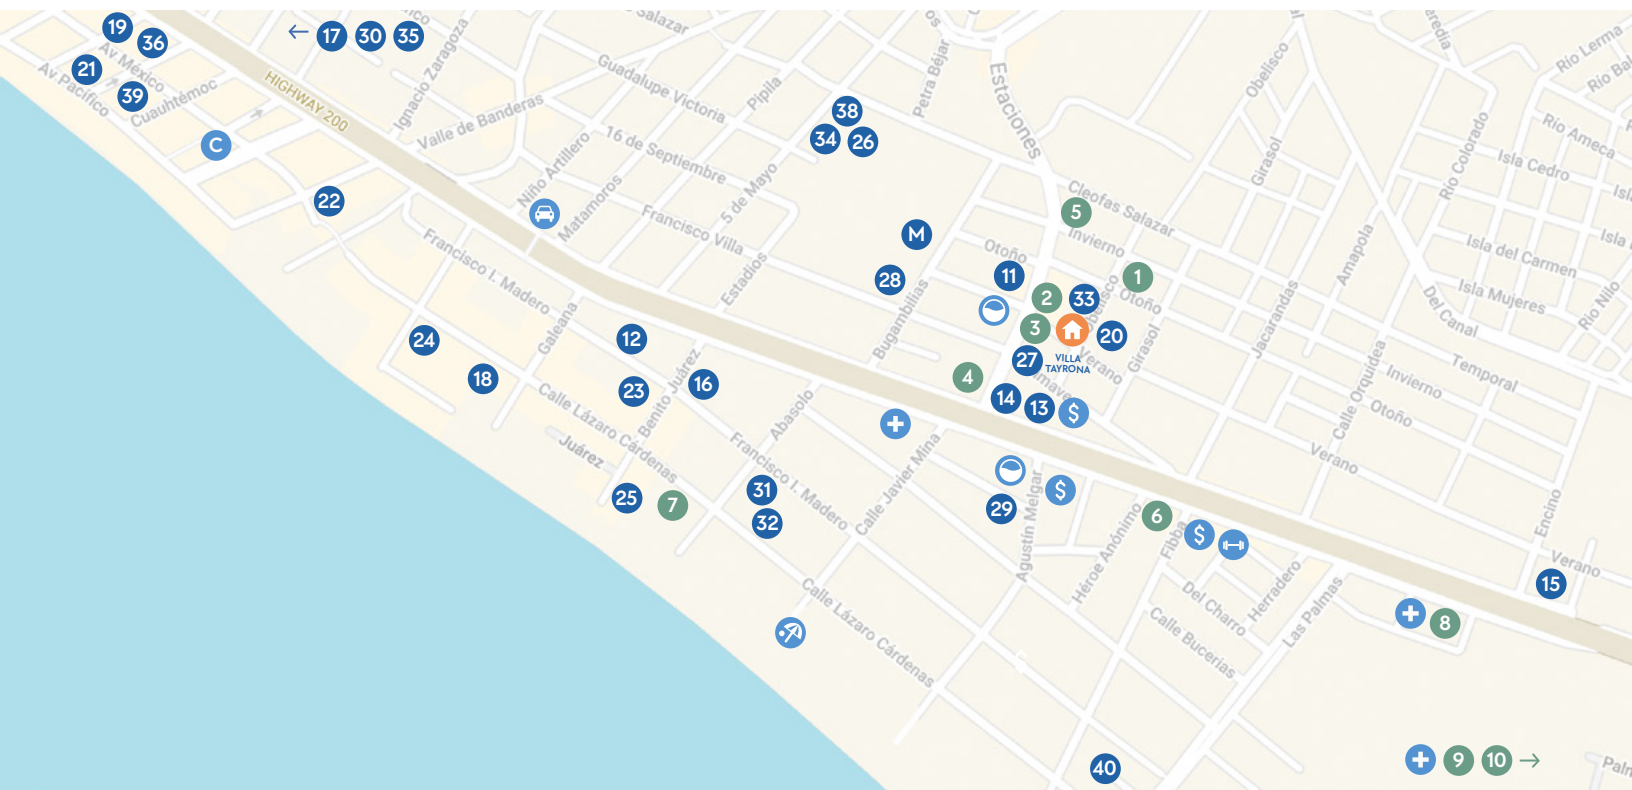 19
36
← 17 30 35
Salazar
Obelisco
Río Lerma
21
Av México
Av Pacífico
39
Cuauhtémoc
HIGHWAY 200
Ignacio Zaragoza
Guadalupe Victoria
Pípila
Petra Béjar
Estaciones
Valle de Banderas
38
34
26
C
16 de Septiembre
Niño Artillero
Matamoros
5 de Mayo
Girasol
Río Colorado
Río Ameca
Isla Cedro
22
Cleofas Salazar
5
Invierno
Francisco Villa
M
Otoño
11
1
Amapola
Isla del Carmen
Isla Mujeres
Francisco I. Madero
Estadios
28
2
33
Otoño
Obelisco
Del Canal
Río Nilo
3
20
Bugambilias
Galeana
24
12
27
VILLA
TAYRONA
Verano
Girasol
Jacarandas
Temporal
18
23
16
Benito Juárez
4
14
13
$
Invierno
Otoño
Calle Orquídea
Calle Lázaro Cárdenas
Abasolo
Juárez
Francisco I. Madero
Calle Javier Mina
Verano
25
7
31
32
29
$
Agustín Melgar
6
Héroe Anónimo
Fibba
$
Encino
Verano
15
Del Charro
Herradero
Calle Bucerias
Las Palmas
8
Calle Lázaro Cárdenas
40
9 10 →